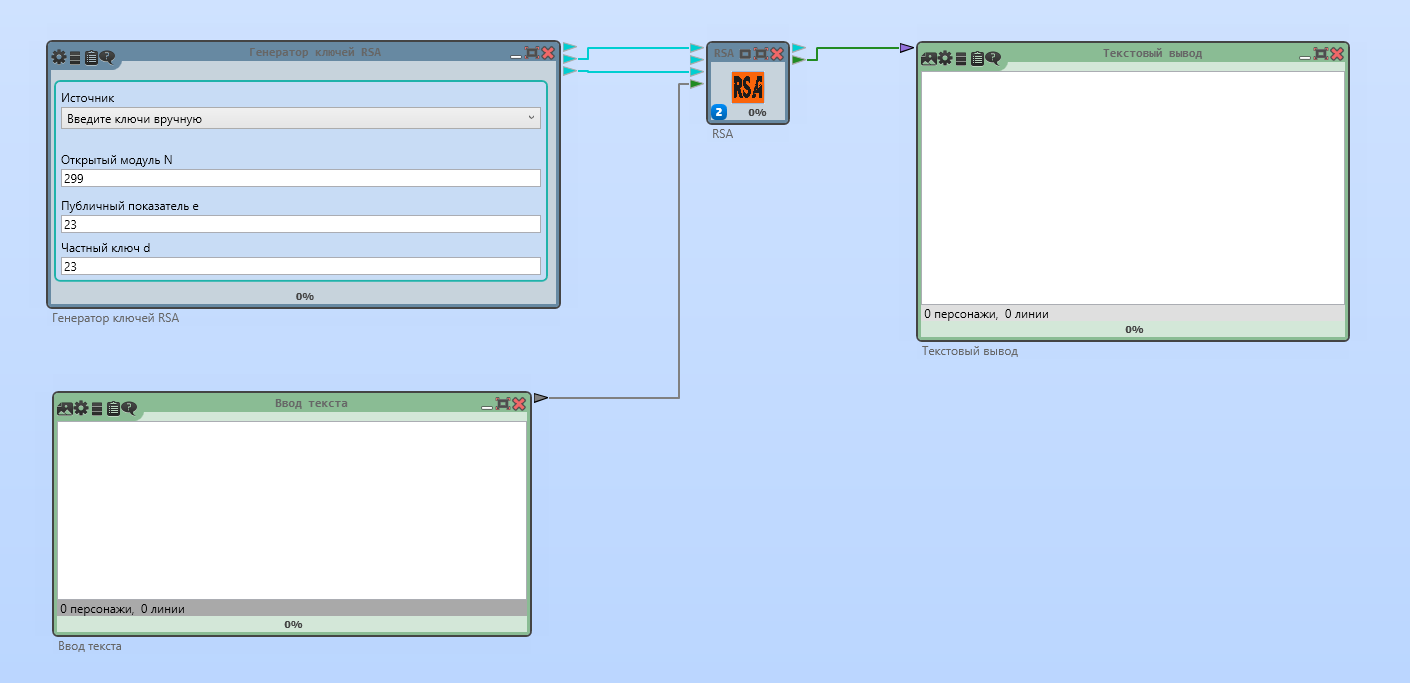 Генератор ключей RSA
Источник
Введите ключи вручную
Открытый модуль N
299
Публичный показатель e
23
Частный ключ d
23
0%
Генератор ключей RSA
RSA
RSA
2
0%
RSA
Текстовый вывод
0 персонажи, 0 линии
0%
Текстовый вывод
Ввод текста
0 персонажи, 0 линии
0%
Ввод текста